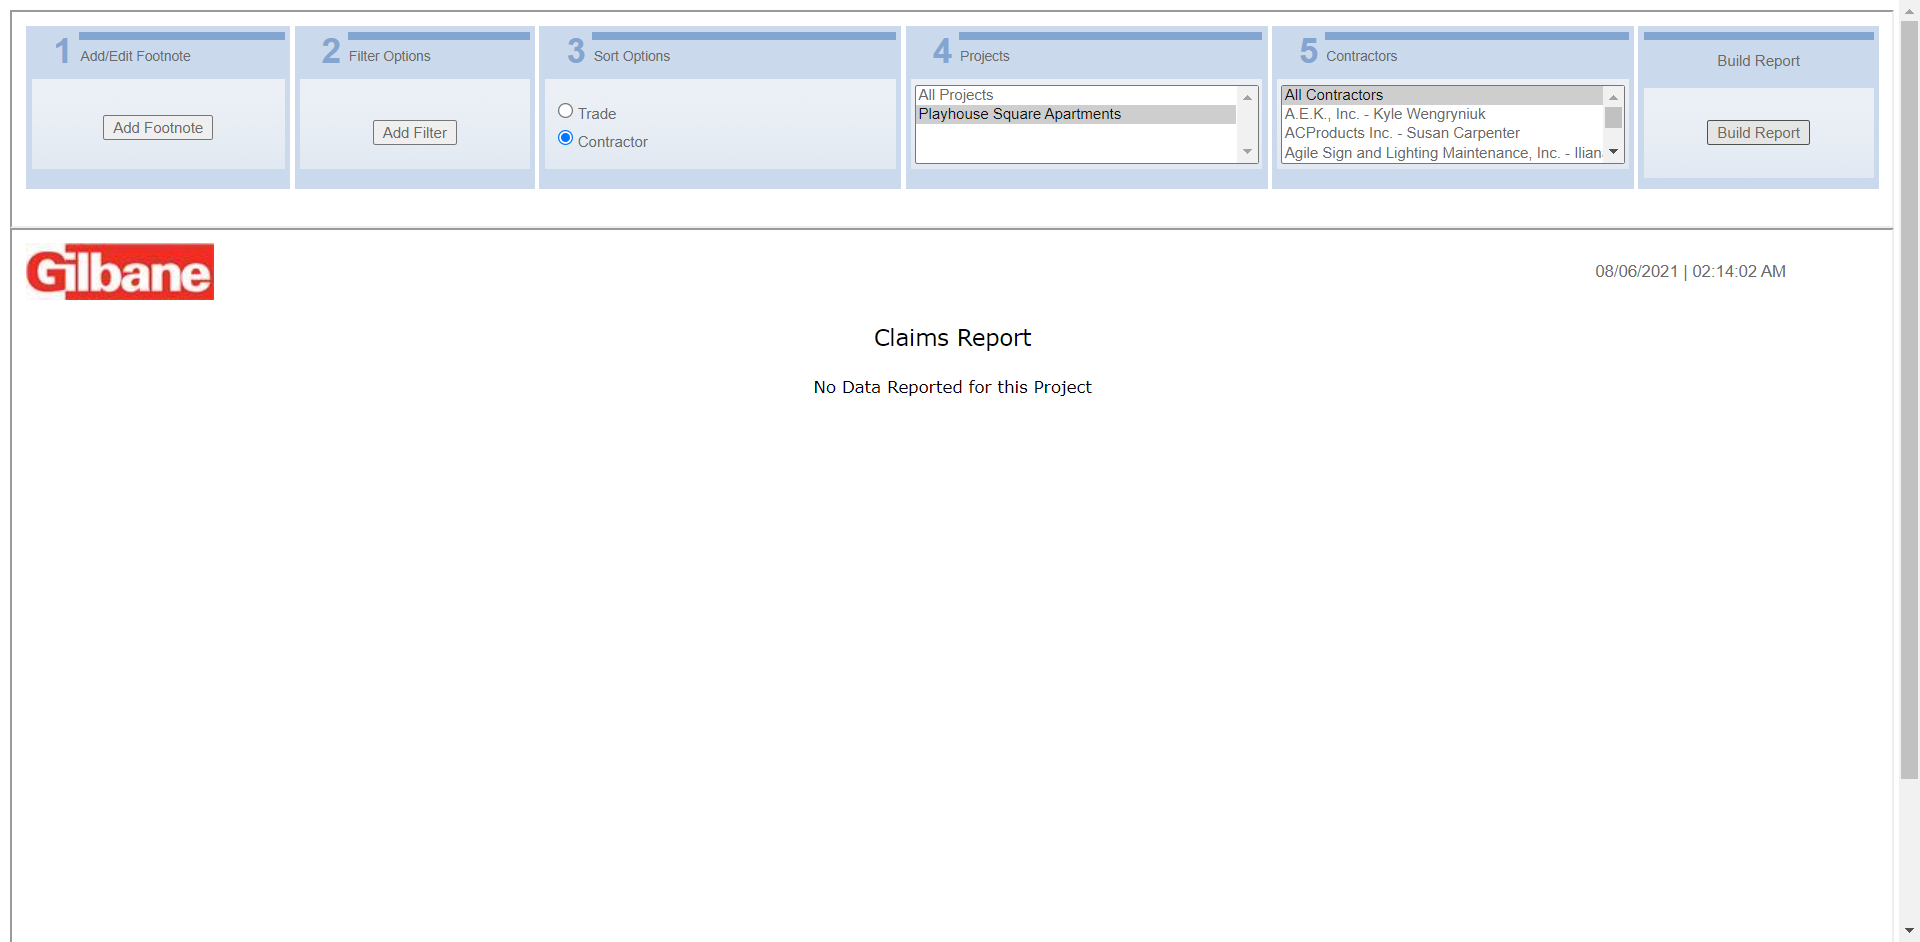 1 Add/Edit Footnote
Add Footnote
2 Filter Options
Add Filter
3 Sort Options
Trade
Contractor
4 Projects
All Projects
Playhouse Square Apartments
5 Contractors
All Contractors
A.E.K., Inc. - Kyle Wengryniuk
ACProducts Inc. - Susan Carpenter
Agile Sign and Lighting Maintenance, Inc. - Ilian
Build Report
Build Report
Gilbane
08/06/2021 | 02:14:02 AM
Claims Report
No Data Reported for this Project